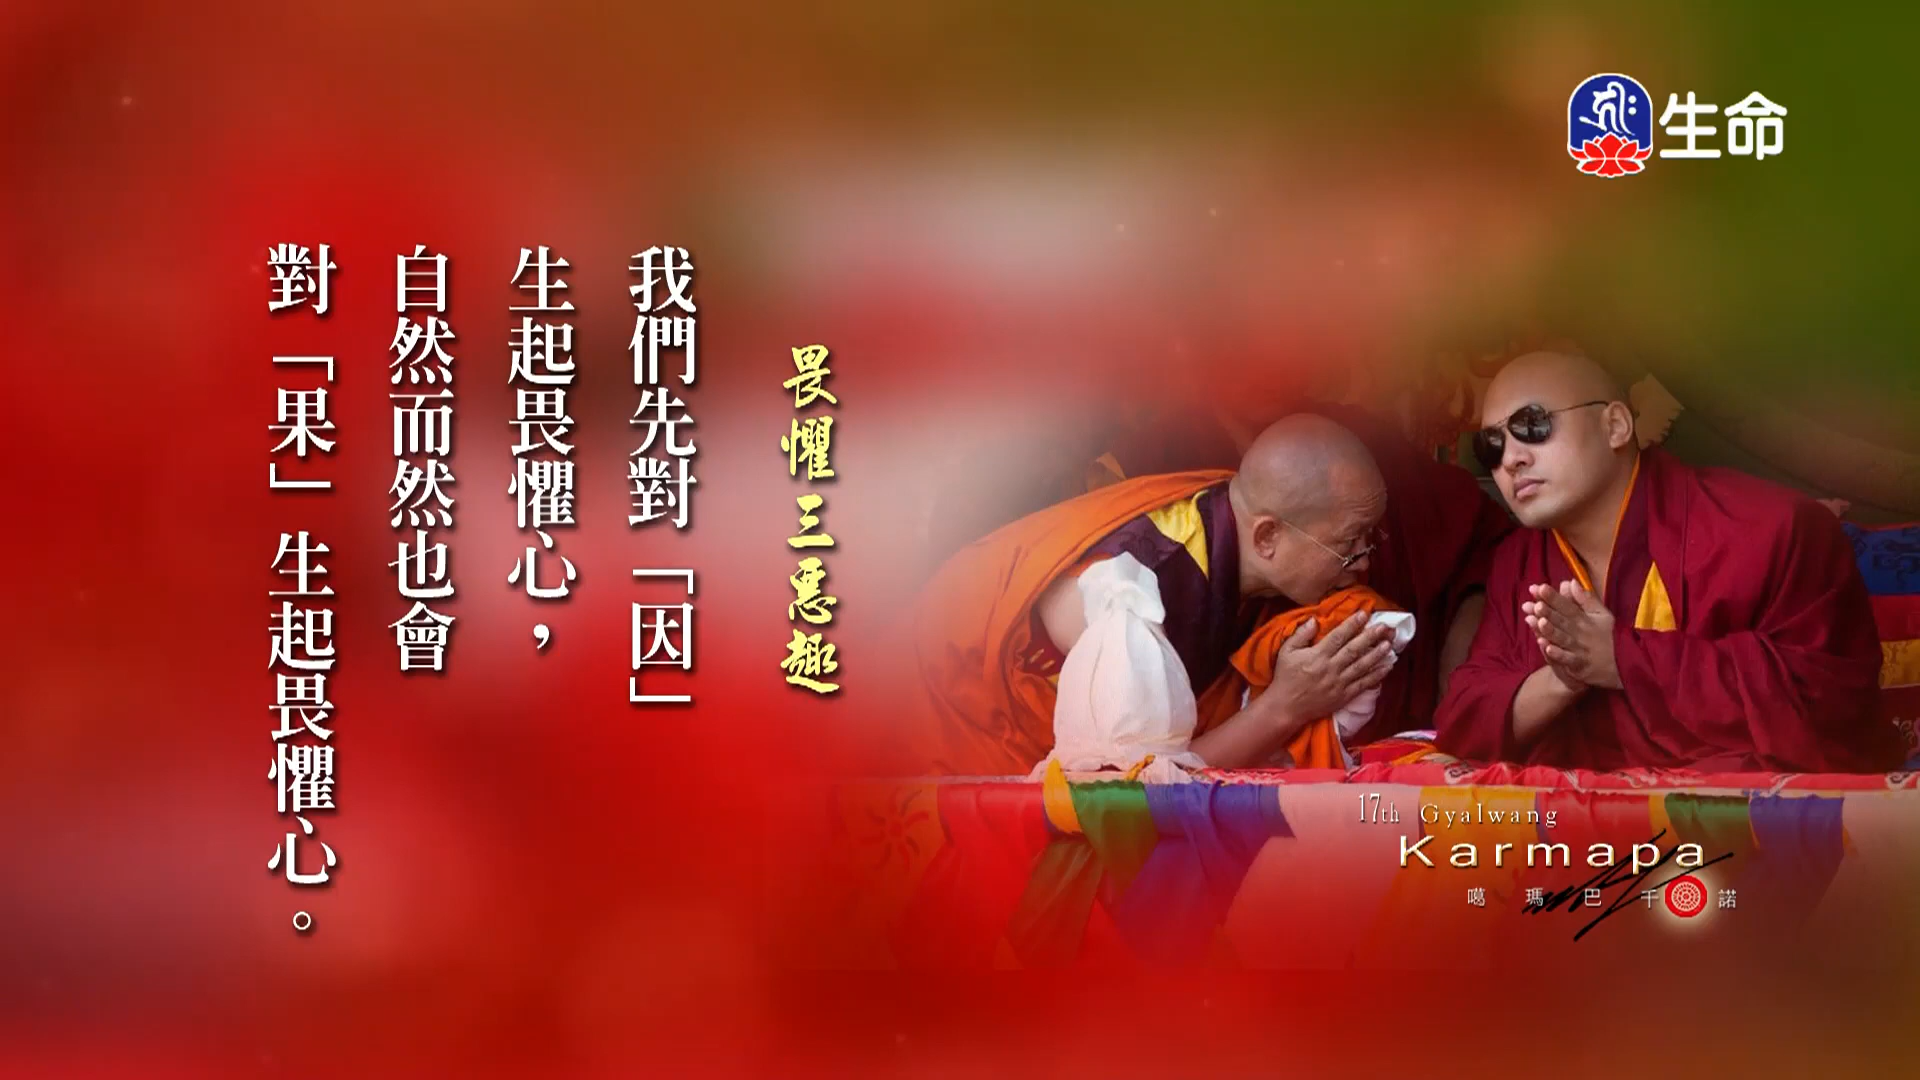 生命
畏懼三惡趣
我們先對「因」
生起畏懼心，
自然而然也會
對「果」生起畏懼心。
17th Gyalwang
Karmapa
噶瑪巴千諾